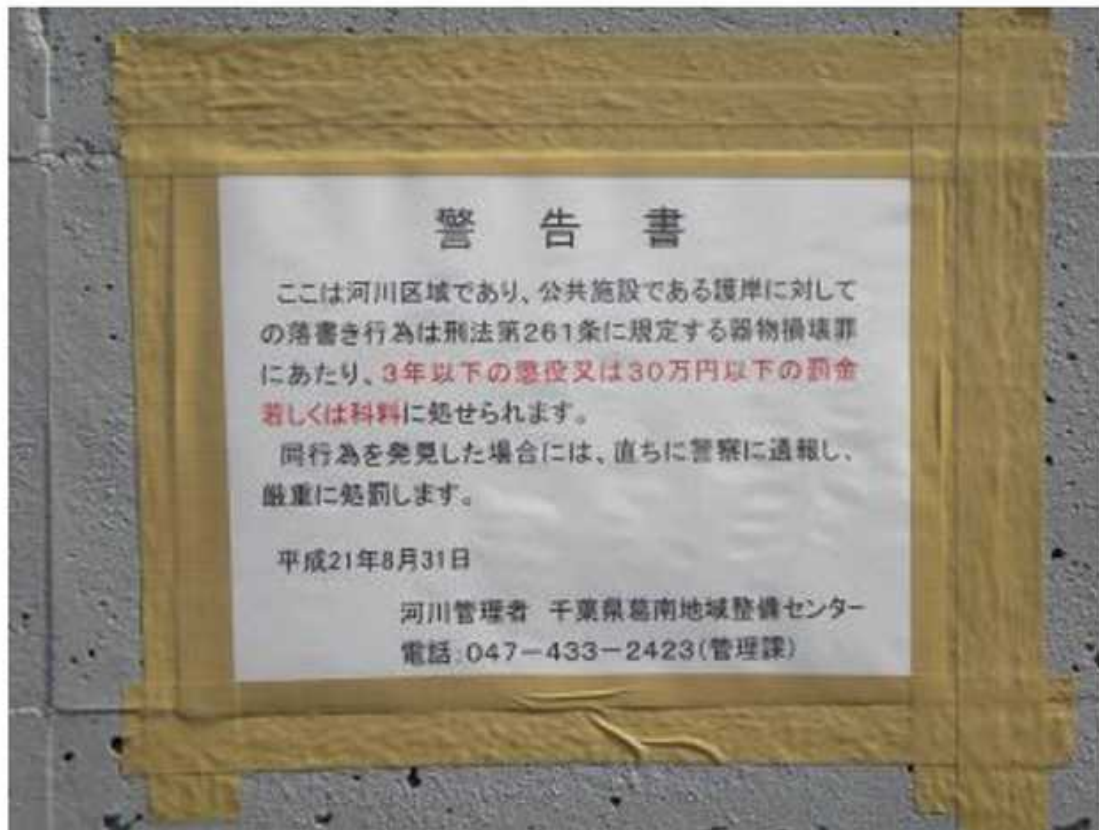 警告書
ここは河川区域であり、公共施設である護岸に対して
の落書き行為は刑法第261条に規定する器物損壊罪
にあたり、3年以下の懲役又は30万円以下の罰金
若しくは科料に処せられます。
同行為を発見した場合には、直ちに警察に通報し、
厳重に処罰します。
平成21年8月31日
河川管理者 千葉県葛南地域整備センター
電話:047－433－2423(管理課)